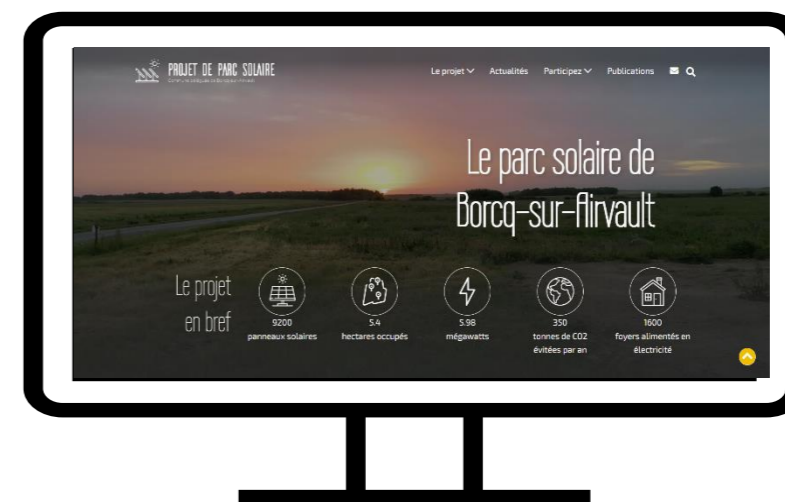 PROJET DE PARC SOLAIRE
Le projet
Actualités
Participez
Publications
Le parc solaire de
Borcq-sur-Airvault
Le projet
en bref
9200
panneaux solaires
5.4
hectares occupés
5.98
mégawatts
350
tonnes de CO2
évitées par an
1600
foyers alimentés en
électricité